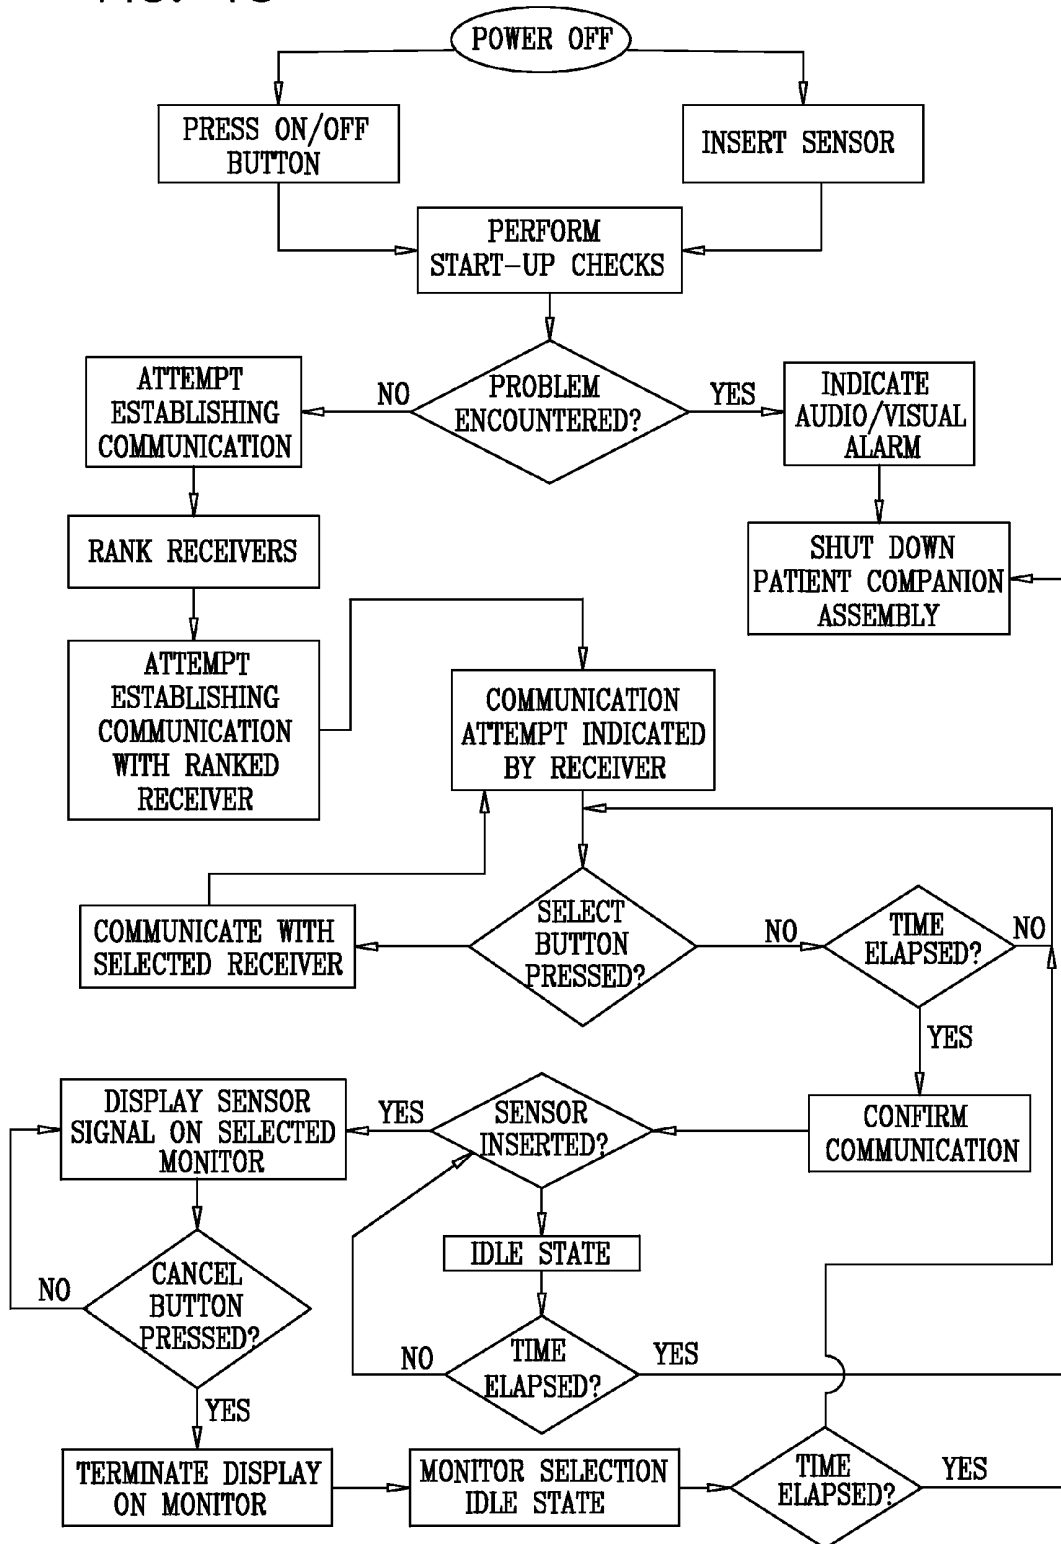 POWER OFF
PRESS ON/OFF
BUTTON
INSERT SENSOR
PERFORM
START-UP CHECKS
PROBLEM
ENCOUNTERED?
NO
YES
ATTEMPT
ESTABLISHING
COMMUNICATION
INDICATE
AUDIO/VISUAL
ALARM
RANK RECEIVERS
SHUT DOWN
PATIENT COMPANION
ASSEMBLY
ATTEMPT
ESTABLISHING
COMMUNICATION
WITH RANKED
RECEIVER
COMMUNICATION
ATTEMPT INDICATED
BY RECEIVER
COMMUNICATE WITH
SELECTED RECEIVER
SELECT
BUTTON
PRESSED?
NO
TIME
ELAPSED?
NO
YES
DISPLAY SENSOR
SIGNAL ON SELECTED
MONITOR
YES
SENSOR
INSERTED?
CONFIRM
COMMUNICATION
IDLE STATE
NO
CANCEL
BUTTON
PRESSED?
NO
TIME
ELAPSED?
YES
YES
TERMINATE DISPLAY
ON MONITOR
MONITOR SELECTION
IDLE STATE
TIME
ELAPSED?
YES